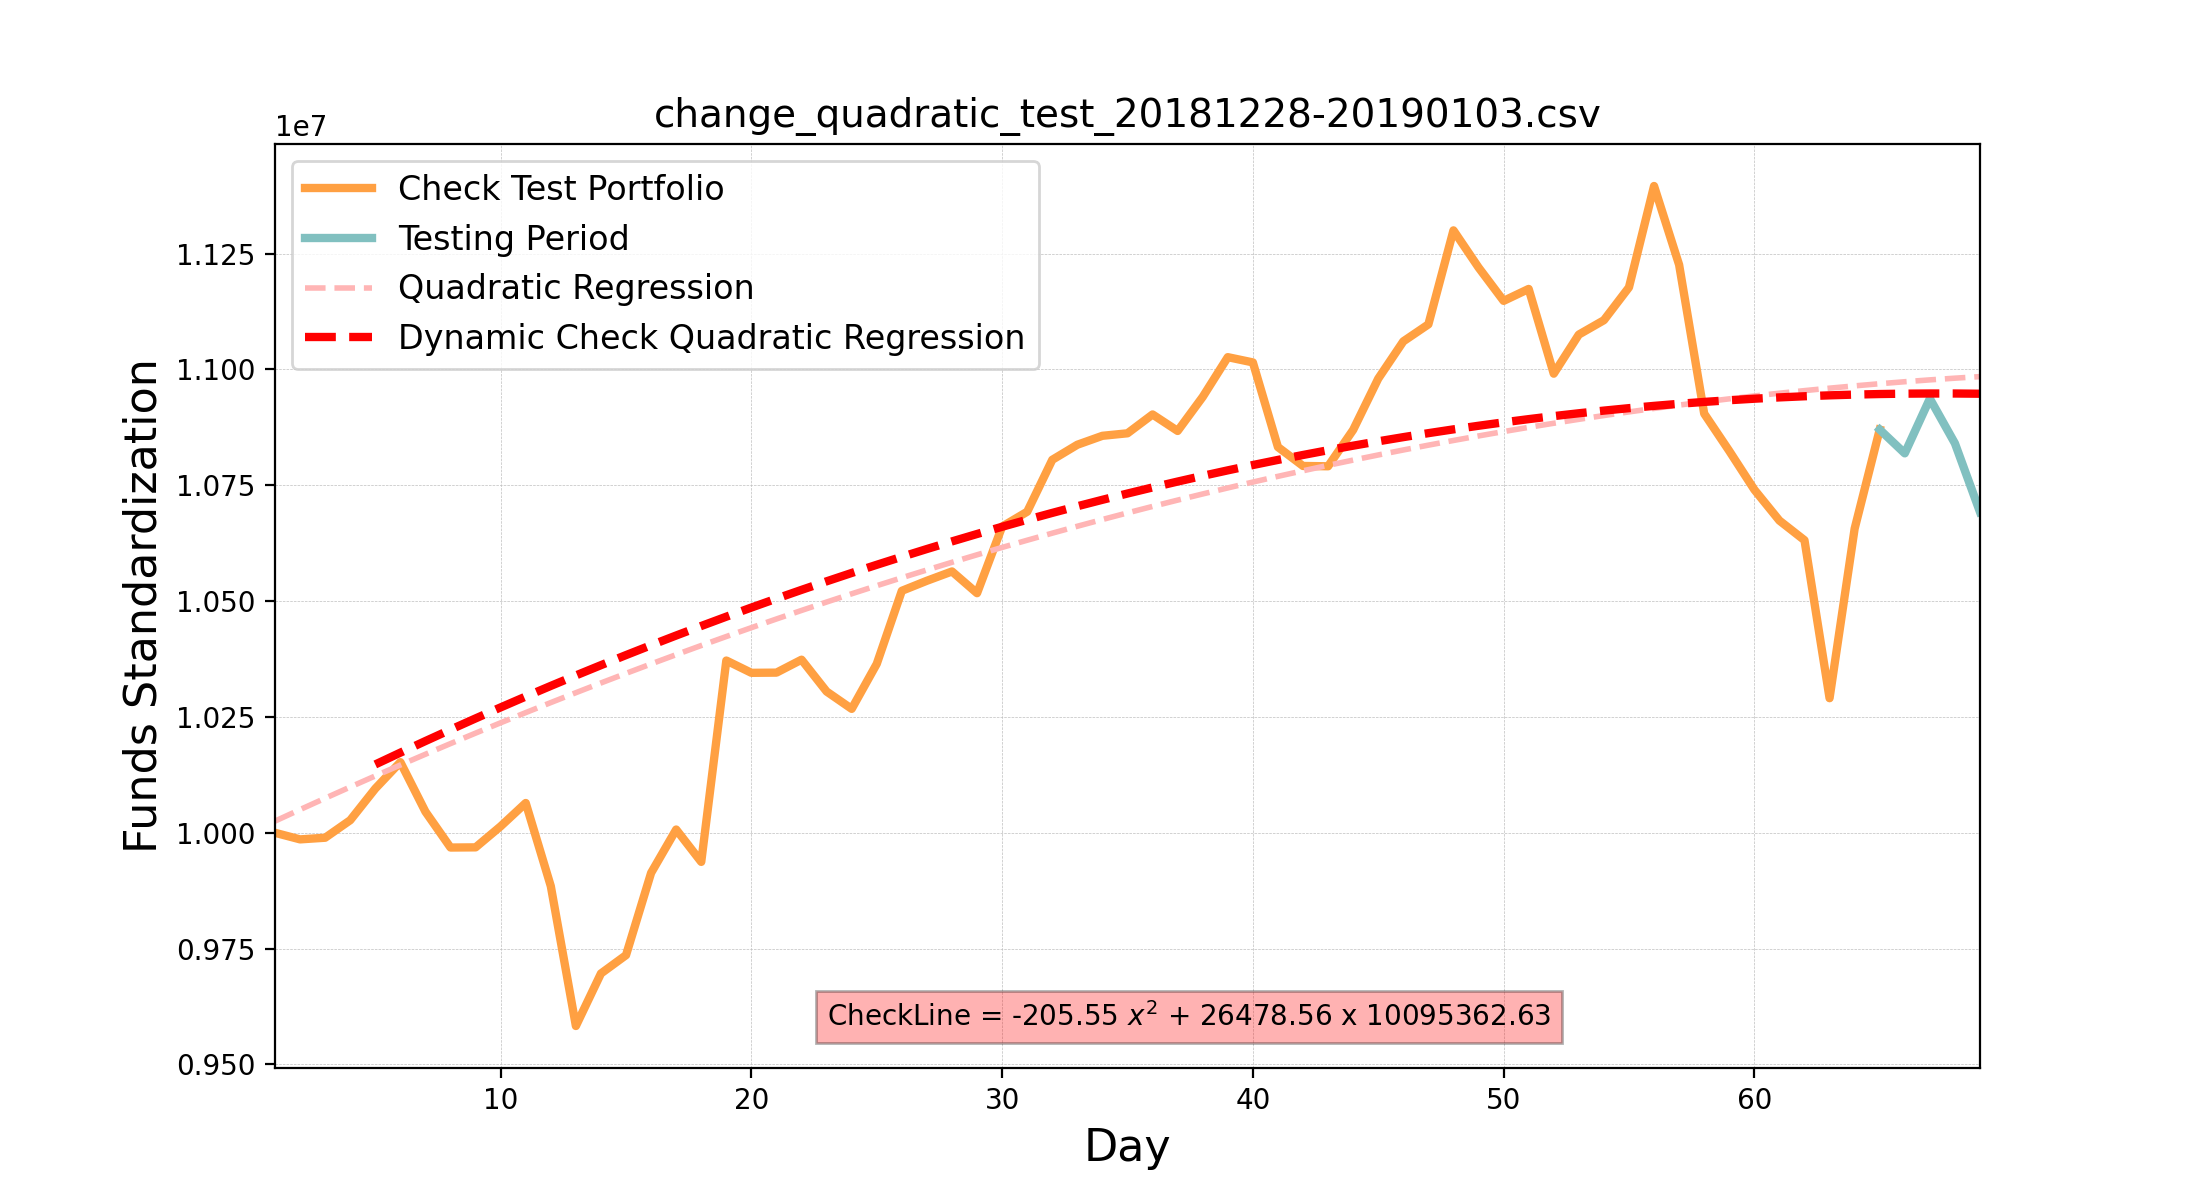 change_quadratic_test_20181228-20190103.csv
1e7
Check Test Portfolio
Testing Period
Quadratic Regression
Dynamic Check Quadratic Regression
Funds Standardization
1.125
1.100
1.075
1.050
1.025
1.000
0.975
0.950
CheckLine = -205.55 x² + 26478.56 x 10095362.63
10 20 30 40 50 60
Day